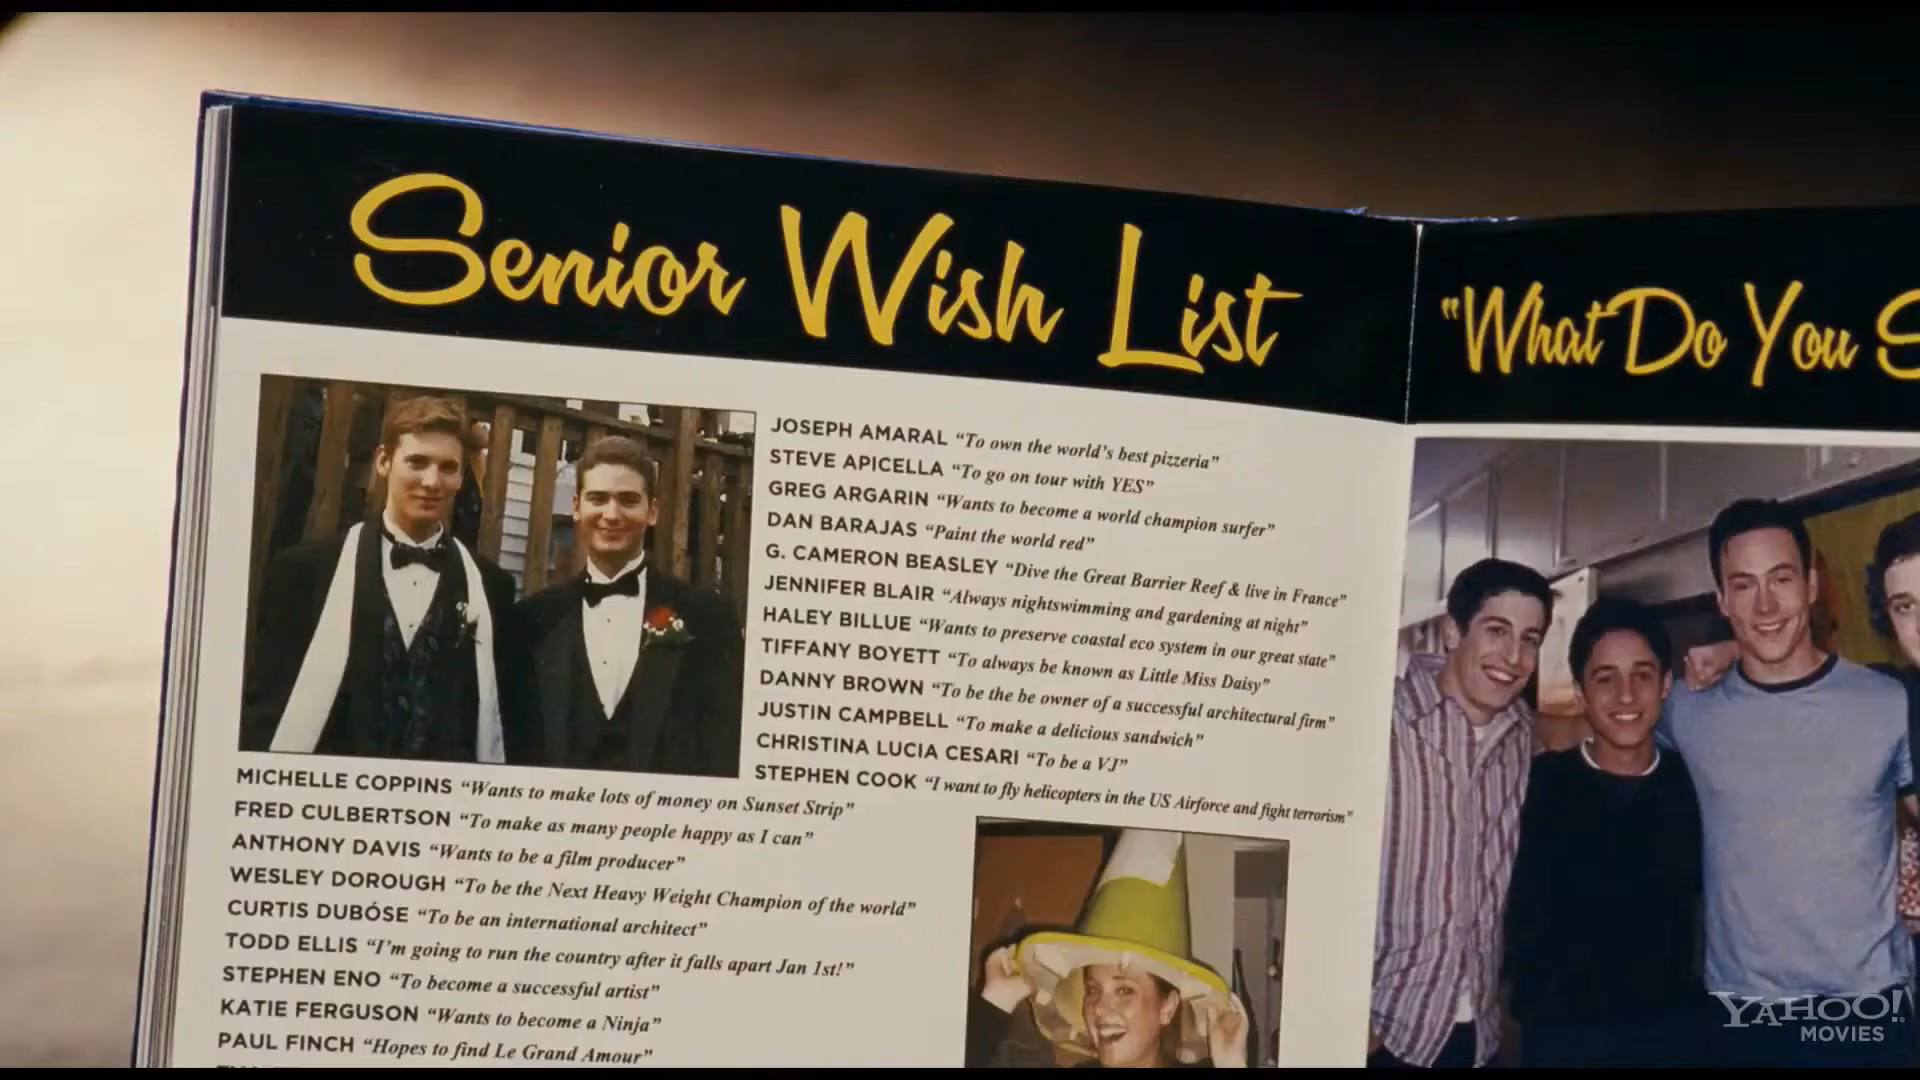 Senior Wish List
"What Do You
JOSEPH AMARAL "To own the world's best pizzeria"
STEVE APICELLA "To go on tour with YES"
GREG ARGARIN "Wants to become a world champion surfer"
DAN BARAJAS "Paint the world red"
G. CAMERON BEASLEY "Dive the Great Barrier Reef & live in France"
JENNIFER BLAIR "Always nightswimming and gardening at night"
HALEY BILLUE "Wants to preserve coastal eco system in our great state"
TIFFANY BOYETT "To always be known as Little Miss Daisy"
DANNY BROWN "To be the be owner of a successful architectural firm"
JUSTIN CAMPBELL "To make a delicious sandwich"
CHRISTINA LUCIA CESARI "To be a VJ"
STEPHEN COOK "I want to fly helicopters in the US Airforce and fight terrorism"
MICHELLE COPPINS "Wants to make lots of money on Sunset Strip"
FRED CULBERTSON "To make as many people happy as I can"
ANTHONY DAVIS "Wants to be a film producer"
WESLEY DOROUGH "To be the Next Heavy Weight Champion of the world"
CURTIS DUBÓSE "To be an international architect"
TODD ELLIS "I'm going to run the country after it falls apart Jan 1st!"
STEPHEN ENO "To become a successful artist"
KATIE FERGUSON "Wants to become a Ninja"
PAUL FINCH "Hopes to find Le Grand Amour"
YAHOO!
MOVIES